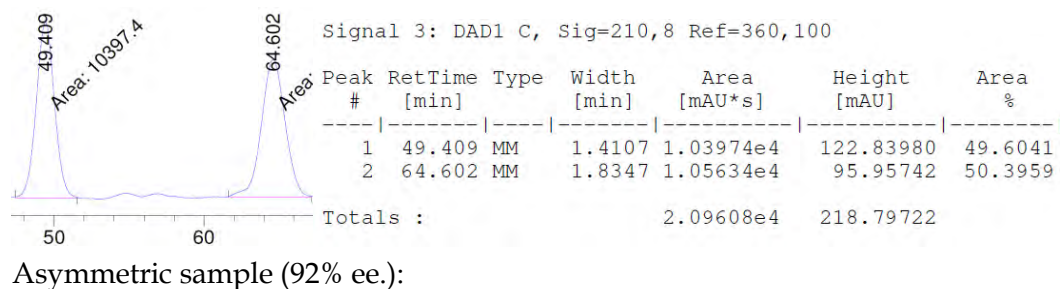 49.409
Area: 10397.4
64.602
Area
50
60
Signal 3: DAD1 C, Sig=210,8 Ref=360,100
Peak RetTime Type Width Area Height Area
# [min] [min] [mAU*s] [mAU] %
----|-------|----|-------|----------|----------|--------|
1 49.409 MM 1.4107 1.03974e4 122.83980 49.6041
2 64.602 MM 1.8347 1.05634e4 95.95742 50.3959
Totals : 2.09608e4 218.79722
Asymmetric sample (92% ee.):